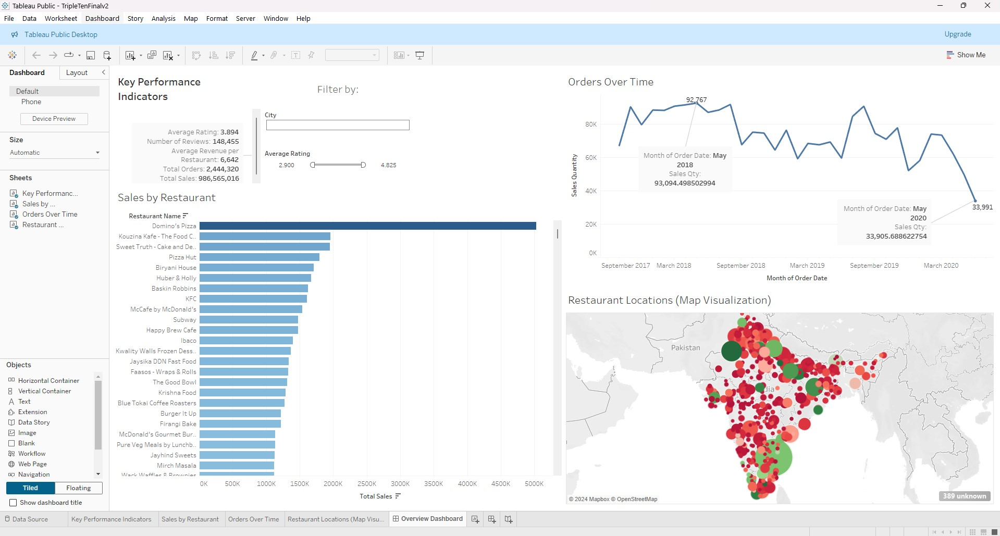 Tableau Public - TripleTenFinalv2
File Data Worksheet Dashboard Story Analysis Map Format Server Window Help
Tableau Public Desktop
Upgrade
Show Me
Dashboard Layout
Default
Phone
Device Preview
Size
Automatic
Sheets
Key Performanc...
Sales by ...
Orders Over Time
Restaurant ...
Objects
Horizontal Container
Vertical Container
Text
Extension
Data Story
Image
Blank
Workflow
Web Page
Navigation
Tiled Floating
Show dashboard title
Key Performance
Indicators
Average Rating: 3.894
Number of Reviews: 148,455
Average Revenue per
Restaurant: 6,642
Total Orders: 2,444,320
Total Sales: 986,565,016
Filter by:
City
Average Rating
2.900 4.825
Sales by Restaurant
Restaurant Name
Domino's Pizza
Kouzina Kafe - The Food C..
Sweet Truth - Cake and De..
Pizza Hut
Biryani House
Huber & Holly
Baskin Robbins
KFC
McCafe by McDonald's
Subway
Happy Brew Cafe
Ibaco
Kwality Walls Frozen Dess..
Jaysika DDN Fast Food
Faasos - Wraps & Rolls
The Good Bowl
Krishna Food
Blue Tokai Coffee Roasters
Burger It Up
Firangi Bake
McDonald's Gourmet Bur..
Pure Veg Meals by Lunchb..
Jayhind Sweets
Mirch Masala
Wack Waffles & Brownies
0K 500K 1000K 1500K 2000K 2500K 3000K 3500K 4000K 4500K 5000K
Total Sales
Orders Over Time
92,767
80K
60K
40K
20K
0K
Sales Quantity
Month of Order Date: May
2018
Sales Qty:
93,094.498502994
Month of Order Date: May
2020
Sales Qty:
33,905.688622754
33,991
September 2017 March 2018 September 2018 March 2019 September 2019 March 2020
Month of Order Date
Restaurant Locations (Map Visualization)
Pakistan
dia
© 2024 Mapbox © OpenStreetMap
389 unknown
Data Source Key Performance Indicators Sales by Restaurant Orders Over Time Restaurant Locations (Map Visu... Overview Dashboard